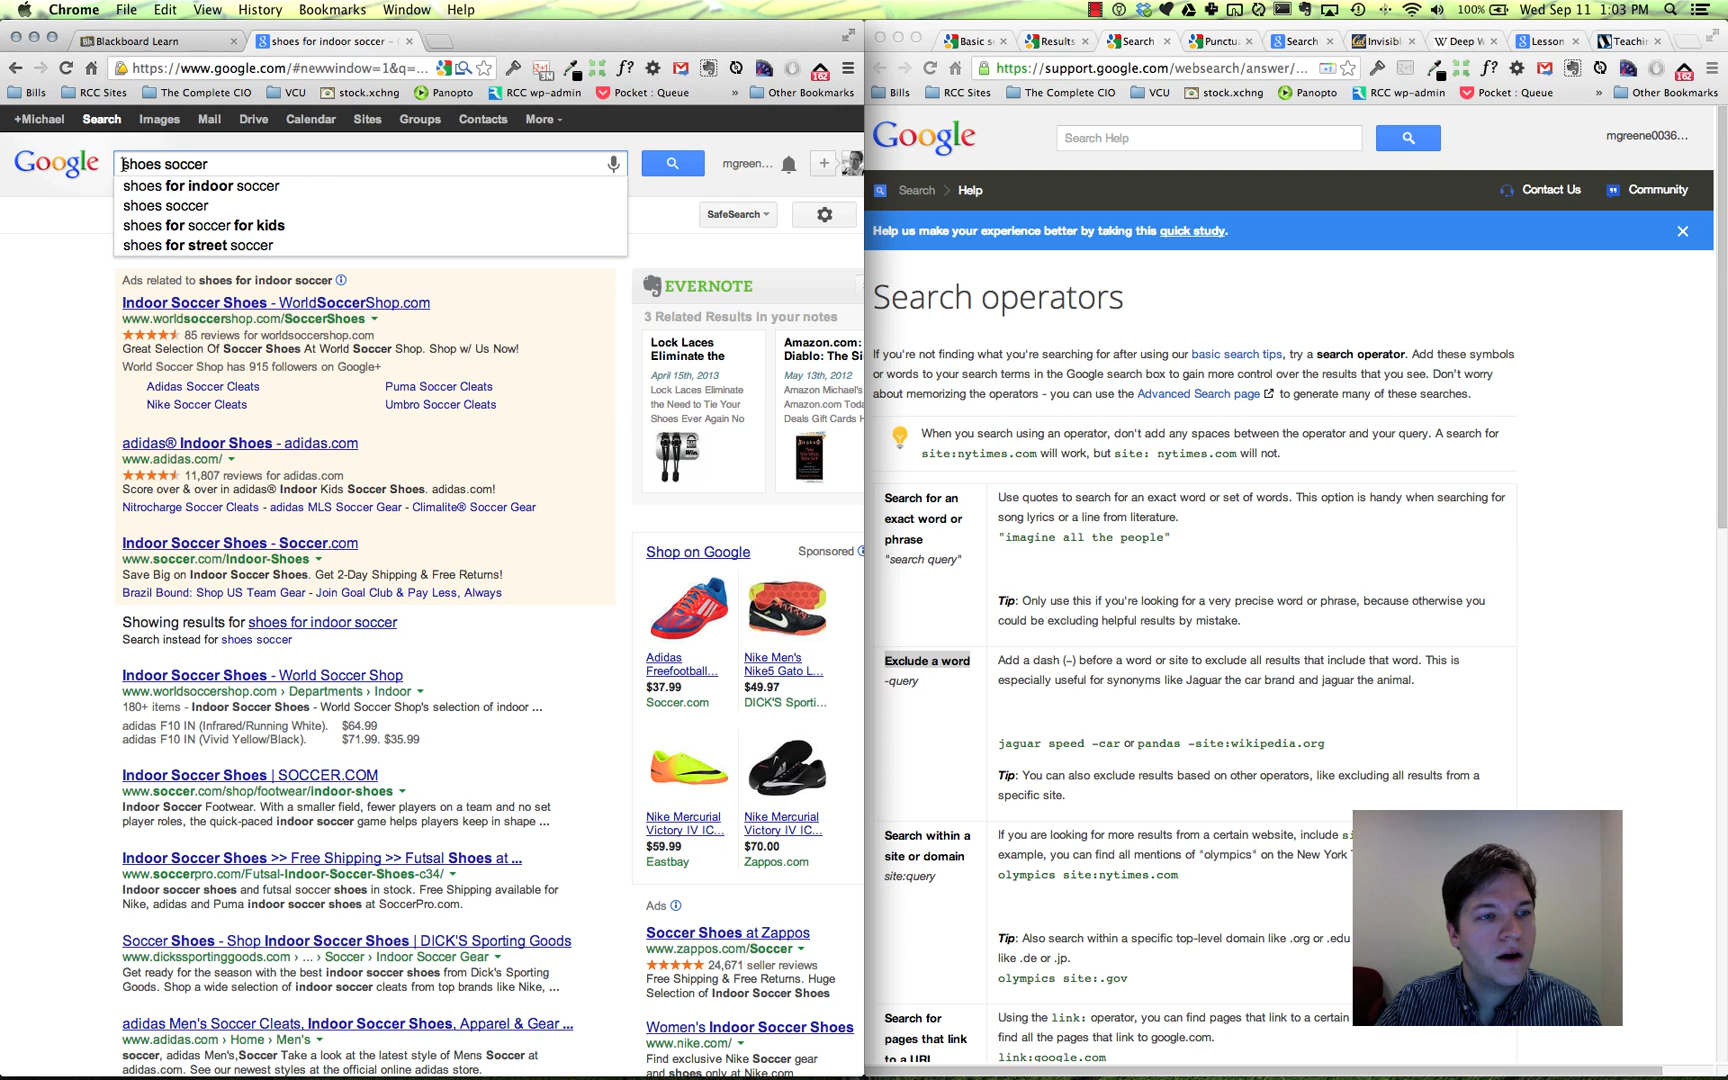 Chrome File Edit View History Bookmarks Window Help
100% Wed Sep 11 1:03 PM
Blackboard Learn
shoes for indoor soccer –
https://www.google.com/#newwindow=1&q=...
Bills RCC Sites The Complete CIO VCU stock.xchng Panopto RCC wp-admin Pocket : Queue » Other Bookmarks
+Michael Search Images Mail Drive Calendar Sites Groups Contacts More
Google
shoes soccer
mgreen...
shoes for indoor soccer
shoes soccer
shoes for soccer for kids
shoes for street soccer
SafeSearch
Ads related to shoes for indoor soccer
Indoor Soccer Shoes - WorldSoccerShop.com
www.worldsoccershop.com/SoccerShoes
85 reviews for worldsoccershop.com
Great Selection Of Soccer Shoes At World Soccer Shop. Shop w/ Us Now!
World Soccer Shop has 915 followers on Google+
Adidas Soccer Cleats Puma Soccer Cleats
Nike Soccer Cleats Umbro Soccer Cleats
adidas® Indoor Shoes - adidas.com
www.adidas.com/
11,807 reviews for adidas.com
Score over & over in adidas® Indoor Kids Soccer Shoes. adidas.com!
Nitrocharge Soccer Cleats - adidas MLS Soccer Gear - Climalite® Soccer Gear
Indoor Soccer Shoes - Soccer.com
www.soccer.com/Indoor-Shoes
Save Big on Indoor Soccer Shoes. Get 2-Day Shipping & Free Returns!
Brazil Bound: Shop US Team Gear - Join Goal Club & Pay Less, Always
Showing results for shoes for indoor soccer
Search instead for shoes soccer
Indoor Soccer Shoes - World Soccer Shop
www.worldsoccershop.com › Departments › Indoor
180+ items - Indoor Soccer Shoes - World Soccer Shop's selection of indoor ...
adidas F10 IN (Infrared/Running White). $64.99
adidas F10 IN (Vivid Yellow/Black). $71.99. $35.99
Indoor Soccer Shoes | SOCCER.COM
www.soccer.com/shop/footwear/indoor-shoes
Indoor Soccer Footwear. With a smaller field, fewer players on a team and no set
player roles, the quick-paced indoor soccer game helps players keep in shape ...
Indoor Soccer Shoes >> Free Shipping >> Futsal Shoes at ...
www.soccerpro.com/Futsal-Indoor-Soccer-Shoes-c34/
Indoor soccer shoes and futsal soccer shoes in stock. Free Shipping available for
Nike, adidas and Puma indoor soccer shoes at SoccerPro.com.
Soccer Shoes - Shop Indoor Soccer Shoes | DICK'S Sporting Goods
www.dickssportinggoods.com › ... › Soccer › Indoor Soccer Gear
Get ready for the season with the best indoor soccer shoes from Dick's Sporting
Goods. Shop a wide selection of indoor soccer cleats from top brands like Nike, ...
adidas Men's Soccer Cleats, Indoor Soccer Shoes, Apparel & Gear ...
www.adidas.com › Home › Men's
soccer, adidas Men's,Soccer Take a look at the latest style of Mens Soccer at
adidas.com. See our newest styles at the official online adidas store.
EVERNOTE
3 Related Results in your notes
Lock Laces
Eliminate the
April 15th, 2013
Lock Laces Eliminate
the Need to Tie Your
Shoes Ever Again No
Amazon.com:
Diablo: The Si
May 13th, 2012
Amazon Michael's
Amazon.com Toda
Deals Gift Cards H
Shop on Google Sponsored
Adidas
Freefootball...
$37.99
Soccer.com
Nike Men's
Nike5 Gato L...
$49.97
DICK'S Sporti...
Nike Mercurial
Victory IV IC...
$59.99
Eastbay
Nike Mercurial
Victory IV IC...
$70.00
Zappos.com
Ads
Soccer Shoes at Zappos
www.zappos.com/Soccer
24,671 seller reviews
Free Shipping & Free Returns. Huge
Selection of Indoor Soccer Shoes
Women's Indoor Soccer Shoes
www.nike.com/
Find exclusive Nike Soccer gear
and shoes only at Nike.com.
Basic s Results Search Punctu Search Invisibl Deep W Lesson Teachin
https://support.google.com/websearch/answer/...
Bills RCC Sites The Complete CIO VCU stock.xchng Panopto RCC wp-admin Pocket : Queue » Other Bookmarks
Google
Search Help
mgreene0036...
Search Help Contact Us Community
Help us make your experience better by taking this quick study.
Search operators
If you're not finding what you're searching for after using our basic search tips, try a search operator. Add these symbols
or words to your search terms in the Google search box to gain more control over the results that you see. Don't worry
about memorizing the operators - you can use the Advanced Search page to generate many of these searches.
When you search using an operator, don't add any spaces between the operator and your query. A search for
site:nytimes.com will work, but site: nytimes.com will not.
Search for an
exact word or
phrase
"search query"
Use quotes to search for an exact word or set of words. This option is handy when searching for
song lyrics or a line from literature.
"imagine all the people"
Tip: Only use this if you're looking for a very precise word or phrase, because otherwise you
could be excluding helpful results by mistake.
Exclude a word
-query
Add a dash (-) before a word or site to exclude all results that include that word. This is
especially useful for synonyms like Jaguar the car brand and jaguar the animal.
jaguar speed -car or pandas -site:wikipedia.org
Tip: You can also exclude results based on other operators, like excluding all results from a
specific site.
Search within a
site or domain
site:query
If you are looking for more results from a certain website, include si
example, you can find all mentions of "olympics" on the New York T
olympics site:nytimes.com
Tip: Also search within a specific top-level domain like .org or .edu
like .de or .jp.
olympics site:.gov
Search for
pages that link
to a URL
Using the link: operator, you can find pages that link to a certain
find all the pages that link to google.com.
link:google.com